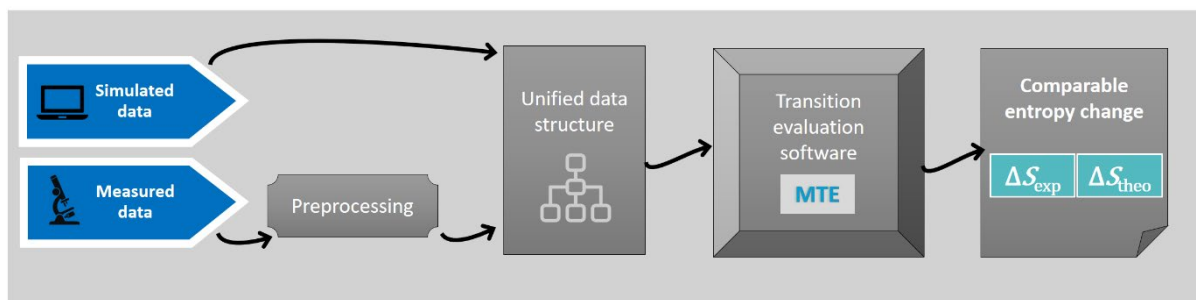 Simulated
data
Measured
data
Preprocessing
Unified data
structure
Transition
evaluation
software
MTE
Comparable
entropy change
ΔSexp ΔStheo